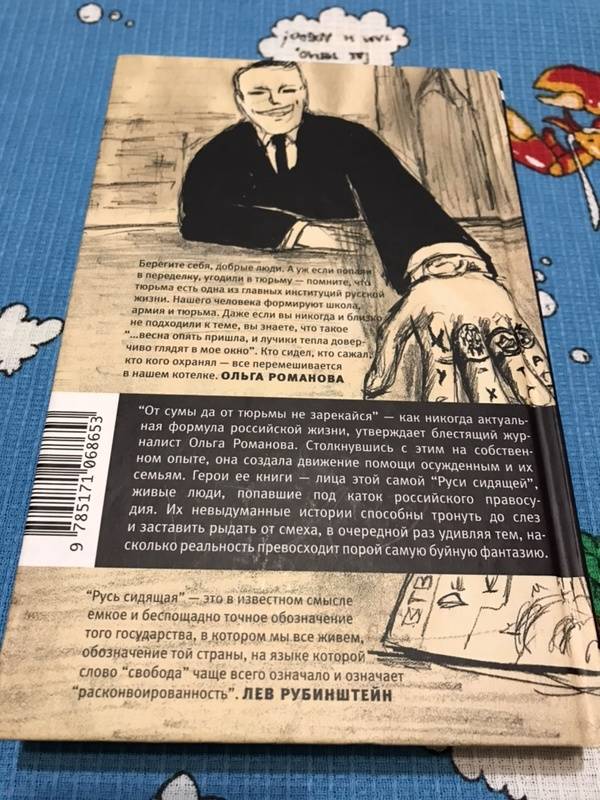 Так темно,
там и Авво!
Берегите себя, добрые люди. А уж если попали
в переделку, угодили в тюрьму — помните, что
тюрьма есть одна из главных институций русской
жизни. Нашего человека формируют школа,
армия и тюрьма. Даже если вы никогда и близко
не подходили к теме, вы знаете, что такое
"...весна опять пришла, и лучики тепла довер-
чиво глядят в мое окно". Кто сидел, кто сажал,
кто кого охранял — все перемешивается
в нашем котелке. ОЛЬГА РОМАНОВА
"От сумы да от тюрьмы не зарекайся" — как никогда актуаль-
ная формула российской жизни, утверждает блестящий жур-
налист Ольга Романова. Столкнувшись с этим на собствен-
ном опыте, она создала движение помощи осужденным и их
семьям. Герои ее книги — лица этой самой "Руси сидящей",
живые люди, попавшие под каток российского правосу-
дия. Их невыдуманные истории способны тронуть до слез
и заставить рыдать от смеха, в очередной раз удивляя тем, на-
сколько реальность превосходит порой самую буйную фантазию.
9 785171 068653
"Русь сидящая" — это в известном смысле
емкое и беспощадно точное обозначение
того государства, в котором мы все живем,
обозначение той страны, на языке которой
слово "свобода" чаще всего означало и означает
"расконвоированность". ЛЕВ РУБИНШТЕЙН